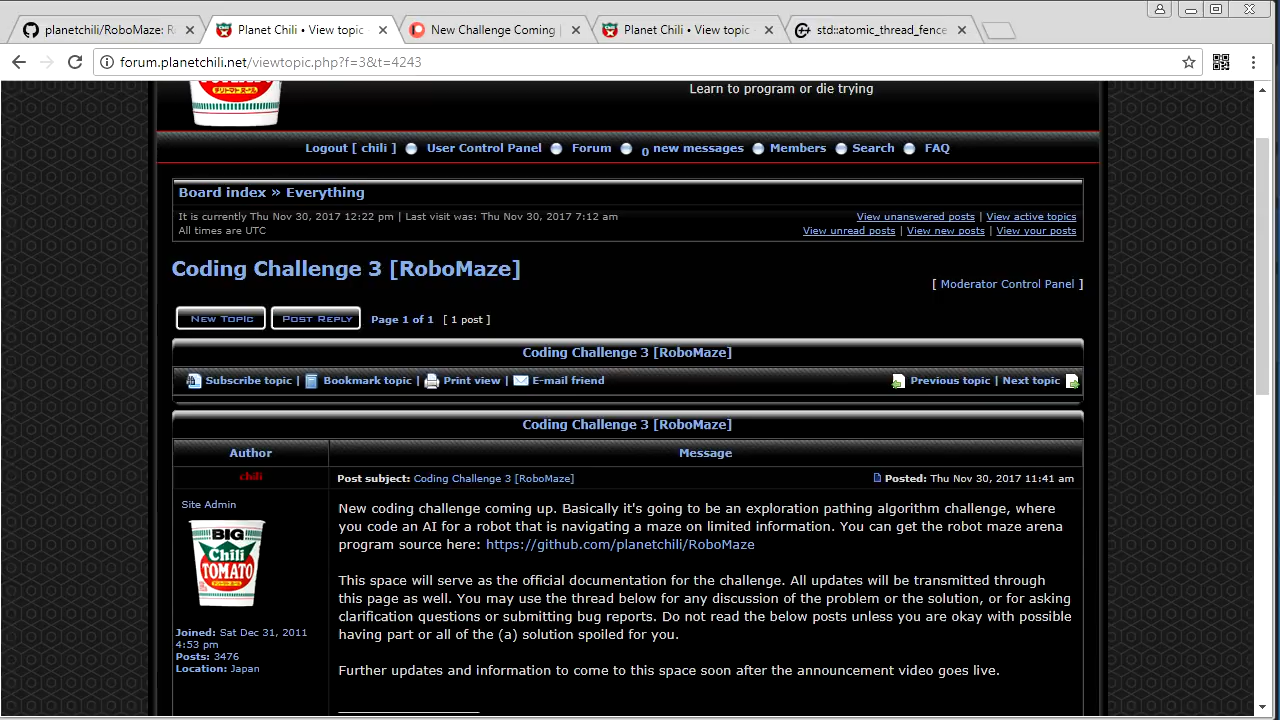 planetchili/RoboMaze: R
Planet Chili • View topic
New Challenge Coming
Planet Chili • View topic
std::atomic_thread_fence
forum.planetchili.net/viewtopic.php?f=3&t=4243
Learn to program or die trying
Logout [ chili ] User Control Panel Forum 0 new messages Members Search FAQ
Board index » Everything
It is currently Thu Nov 30, 2017 12:22 pm | Last visit was: Thu Nov 30, 2017 7:12 am
All times are UTC
View unanswered posts | View active topics
View unread posts | View new posts | View your posts
Coding Challenge 3 [RoboMaze]
[ Moderator Control Panel ]
New Topic Post Reply Page 1 of 1 [ 1 post ]
Coding Challenge 3 [RoboMaze]
Subscribe topic | Bookmark topic | Print view | E-mail friend
Previous topic | Next topic
Coding Challenge 3 [RoboMaze]
Author Message
chili
Site Admin
BIG
Chili
TOMATO
Joined: Sat Dec 31, 2011
4:53 pm
Posts: 3476
Location: Japan
Post subject: Coding Challenge 3 [RoboMaze]
Posted: Thu Nov 30, 2017 11:41 am
New coding challenge coming up. Basically it's going to be an exploration pathing algorithm challenge, where
you code an AI for a robot that is navigating a maze on limited information. You can get the robot maze arena
program source here: https://github.com/planetchili/RoboMaze
This space will serve as the official documentation for the challenge. All updates will be transmitted through
this page as well. You may use the thread below for any discussion of the problem or the solution, or for asking
clarification questions or submitting bug reports. Do not read the below posts unless you are okay with possible
having part or all of the (a) solution spoiled for you.
Further updates and information to come to this space soon after the announcement video goes live.